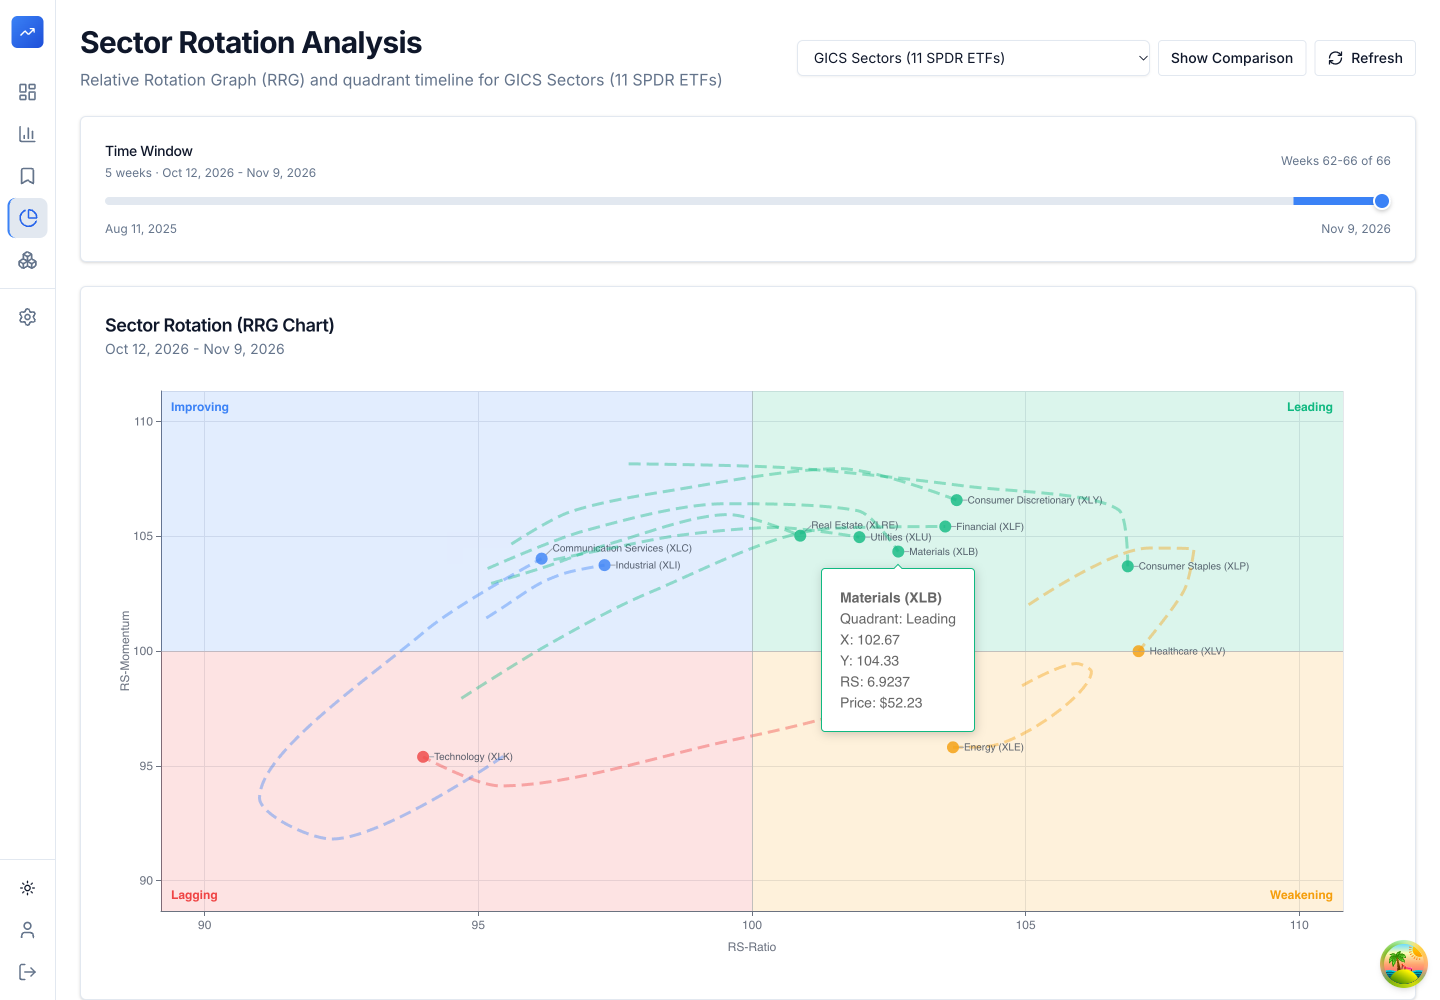 Sector Rotation Analysis
Relative Rotation Graph (RRG) and quadrant timeline for GICS Sectors (11 SPDR ETFs)
GICS Sectors (11 SPDR ETFs)
Show Comparison
Refresh
Time Window
5 weeks · Oct 12, 2026 - Nov 9, 2026
Weeks 62-66 of 66
Aug 11, 2025
Nov 9, 2026
Sector Rotation (RRG Chart)
Oct 12, 2026 - Nov 9, 2026
Improving
Leading
110
Consumer Discretionary (XLY)
Real Estate (XLRE)
Financial (XLF)
105
Utilities (XLU)
Communication Services (XLC)
Materials (XLB)
Industrial (XLI)
Consumer Staples (XLP)
Materials (XLB)
Quadrant: Leading
X: 102.67
Y: 104.33
RS: 6.9237
Price: $52.23
RS-Momentum
100
Healthcare (XLV)
Energy (XLE)
Technology (XLK)
95
90
Lagging
Weakening
90
95
100
105
110
RS-Ratio